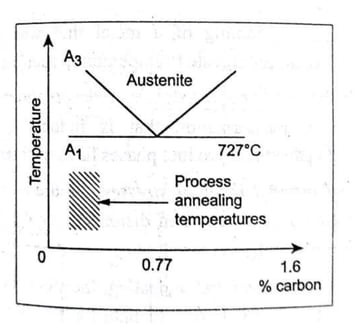 A3
Austenite
Temperature
A1
727°C
Process
annealing
temperatures
0
0.77
1.6
% carbon